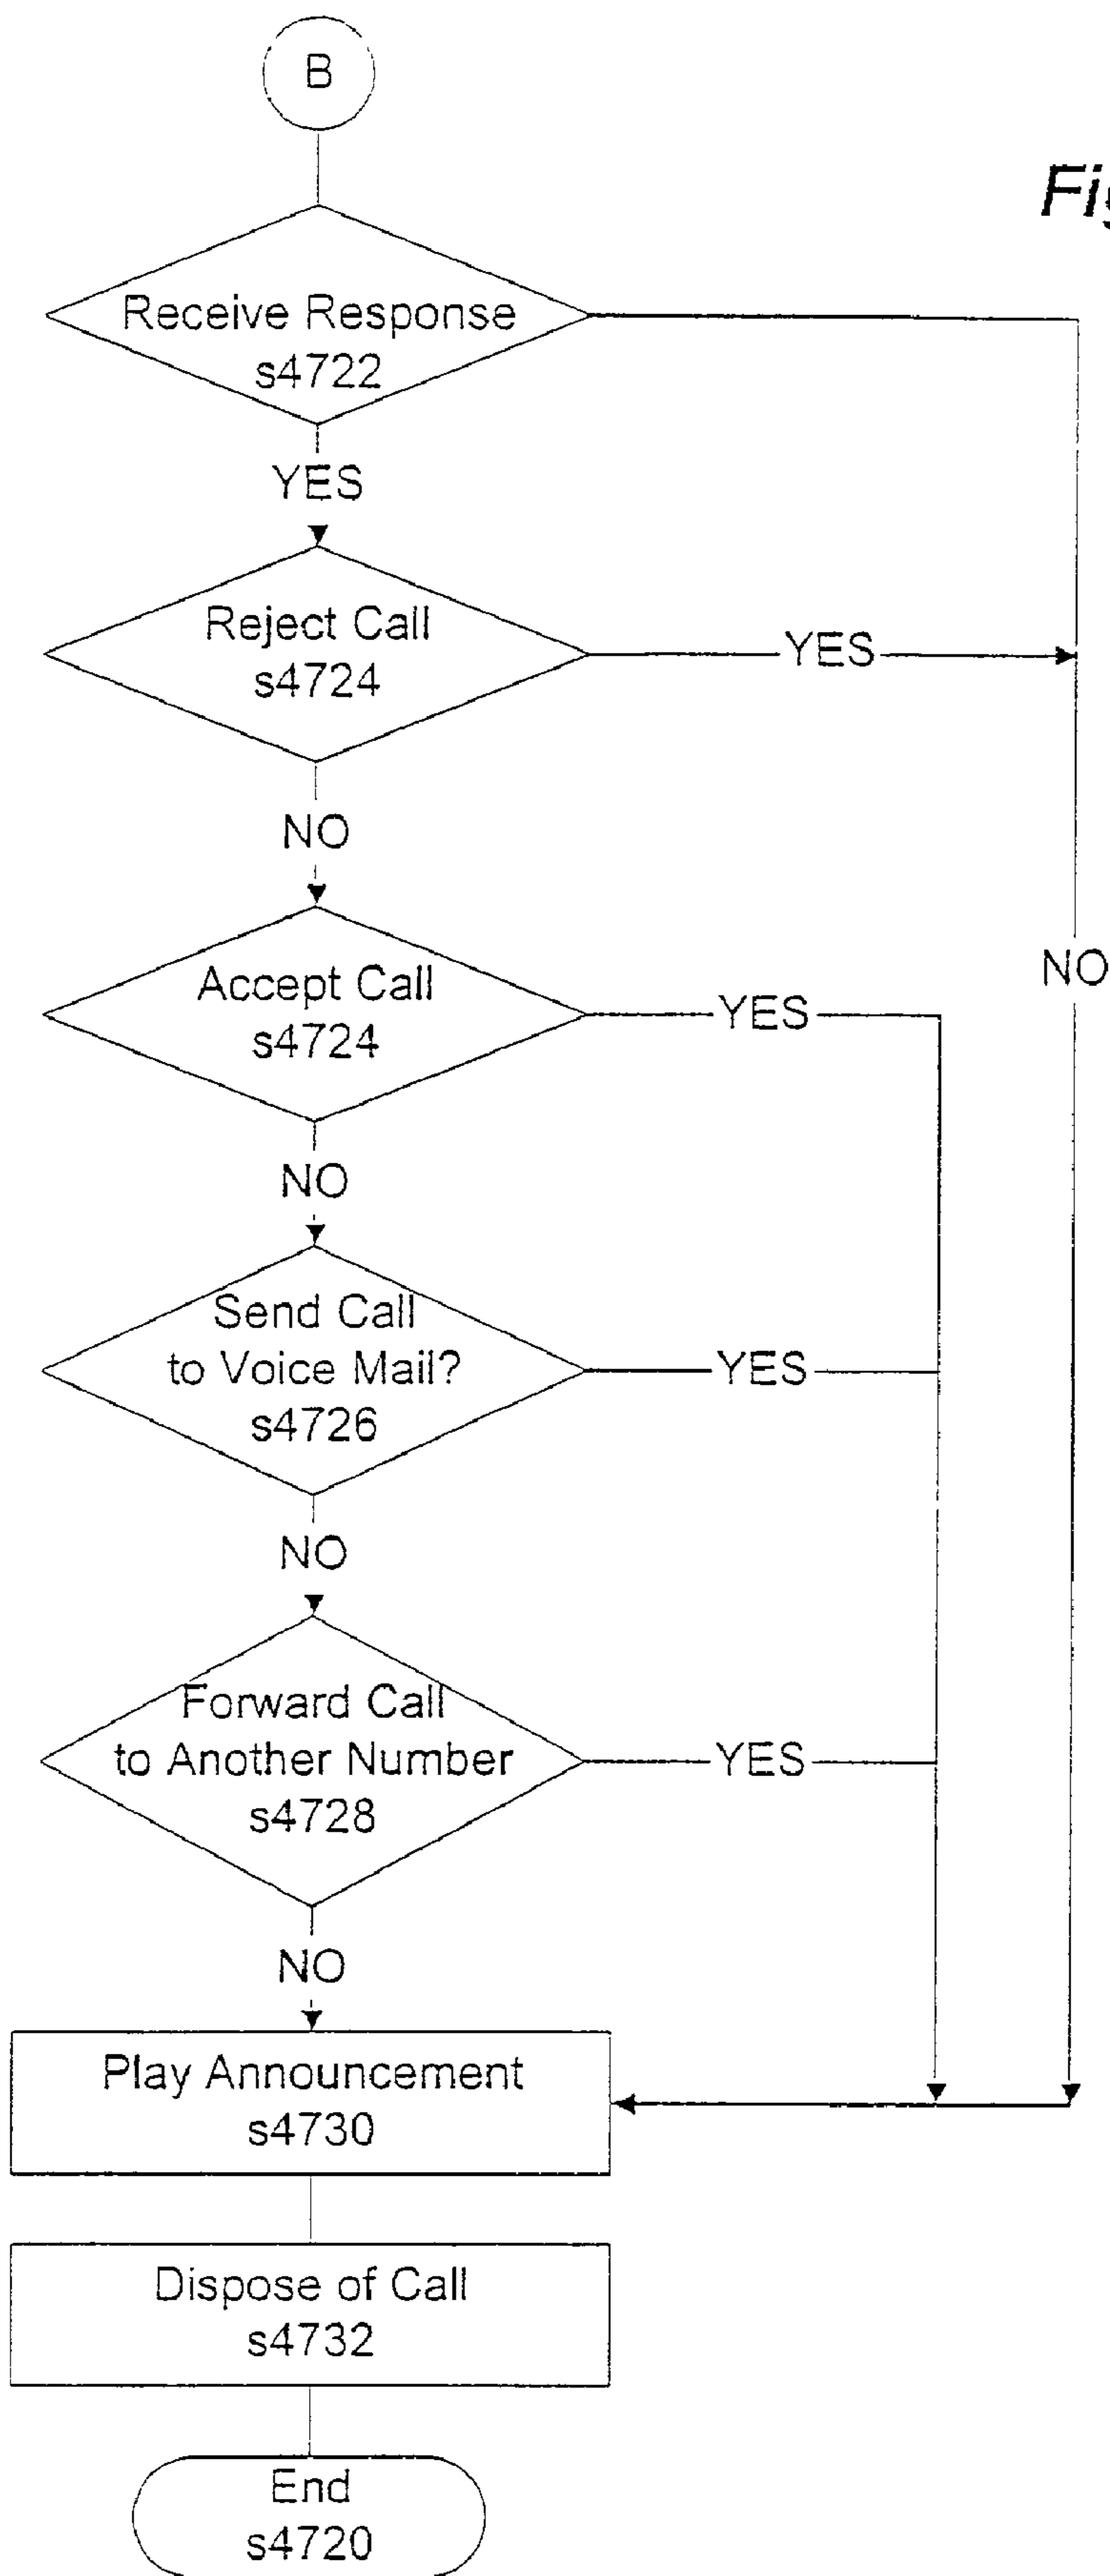 B
Receive Response
s4722
YES
Reject Call
s4724
YES
NO
Accept Call
s4724
YES
NO
NO
Send Call
to Voice Mail?
s4726
YES
NO
Forward Call
to Another Number
s4728
YES
NO
Play Announcement
s4730
Dispose of Call
s4732
End
s4720